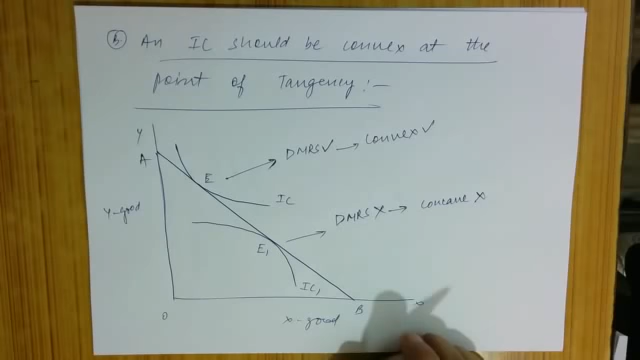 (b) An IC should be convex at the
point of Tangency:-
Y
A
E
DMRS✓ → Convex✓
IC
Y-good
DMRS✗ → Concave ✗
E₁
IC₁
O
B
X-good